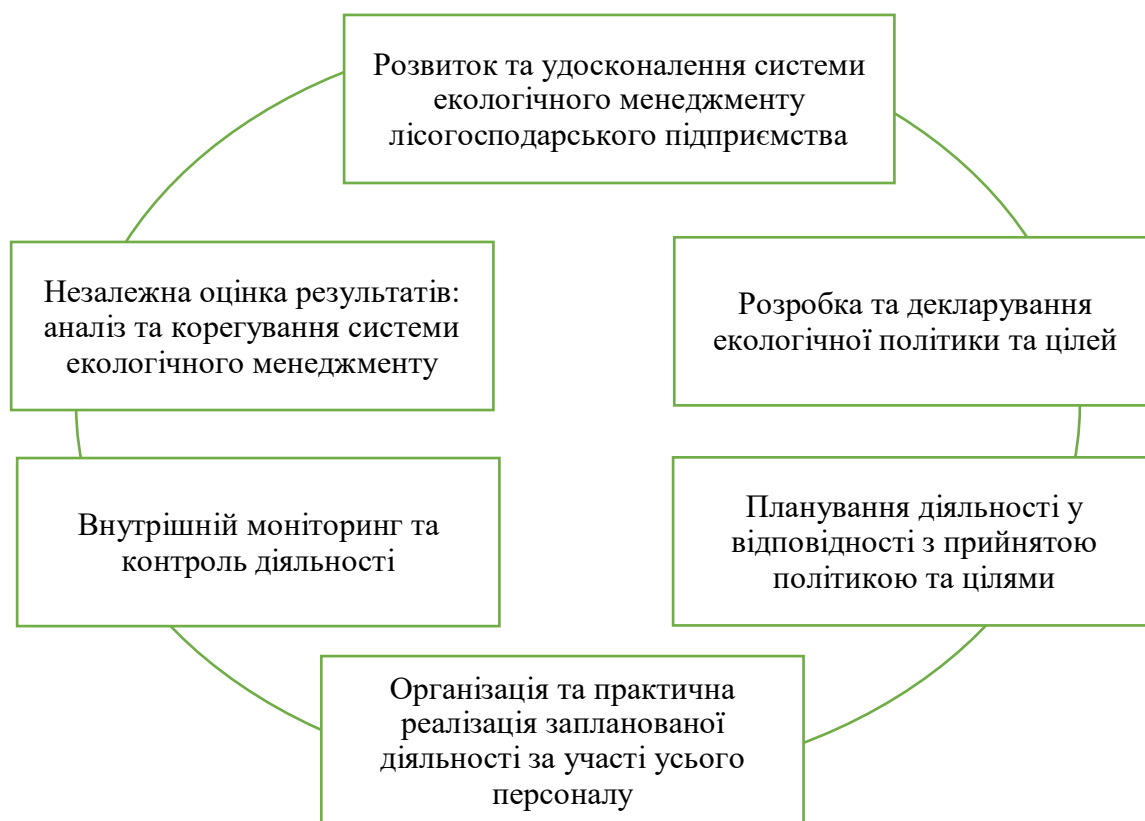 Розвиток та удосконалення системи
екологічного менеджменту
лісогосподарського підприємства
Незалежна оцінка результатів:
аналіз та корегування системи
екологічного менеджменту
Розробка та декларування
екологічної політики та цілей
Внутрішній моніторинг та
контроль діяльності
Планування діяльності у
відповідності з прийнятою
політикою та цілями
Організація та практична
реалізація запланованої
діяльності за участі усього
персоналу